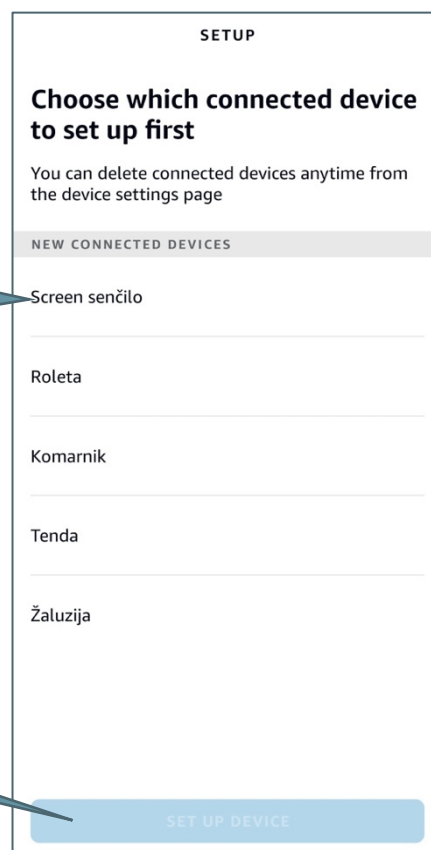 SETUP
Choose which connected device
to set up first
You can delete connected devices anytime from
the device settings page
NEW CONNECTED DEVICES
Screen senčilo
Roleta
Komarnik
Tenda
Žaluzija
SET UP DEVICE